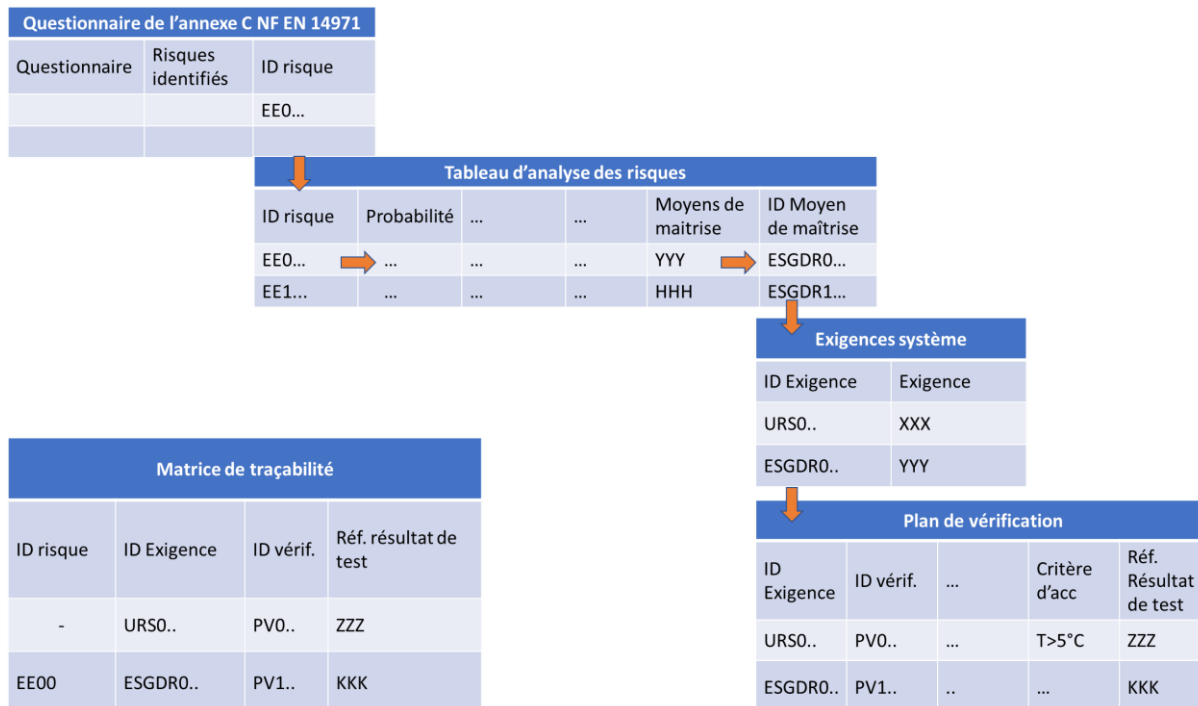 Questionnaire de l'annexe C NF EN 14971
Questionnaire
Risques
identifiés
ID risque
EE0...
Tableau d'analyse des risques
ID risque
Probabilité
...
...
Moyens de
maitrise
ID Moyen
de maîtrise
EE0...
...
...
...
YYY
ESGDR0...
EE1...
...
...
...
HHH
ESGDR1...
Exigences système
ID Exigence
Exigence
URS0..
XXX
ESGDR0..
YYY
Matrice de traçabilité
ID risque
ID Exigence
ID vérif.
Réf. résultat de
test
-
URS0..
PV0..
ZZZ
EE00
ESGDR0..
PV1..
KKK
Plan de vérification
ID
Exigence
ID vérif.
...
Critère
d'acc
Réf.
Résultat
de test
URS0..
PV0..
...
T>5°C
ZZZ
ESGDR0..
PV1..
..
...
KKK